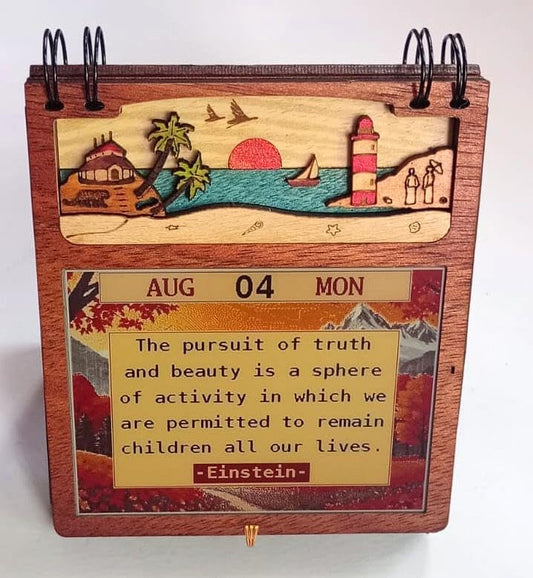 AUG 04 MON
The pursuit of truth
and beauty is a sphere
of activity in which we
are permitted to remain
children all our lives.
-Einstein-